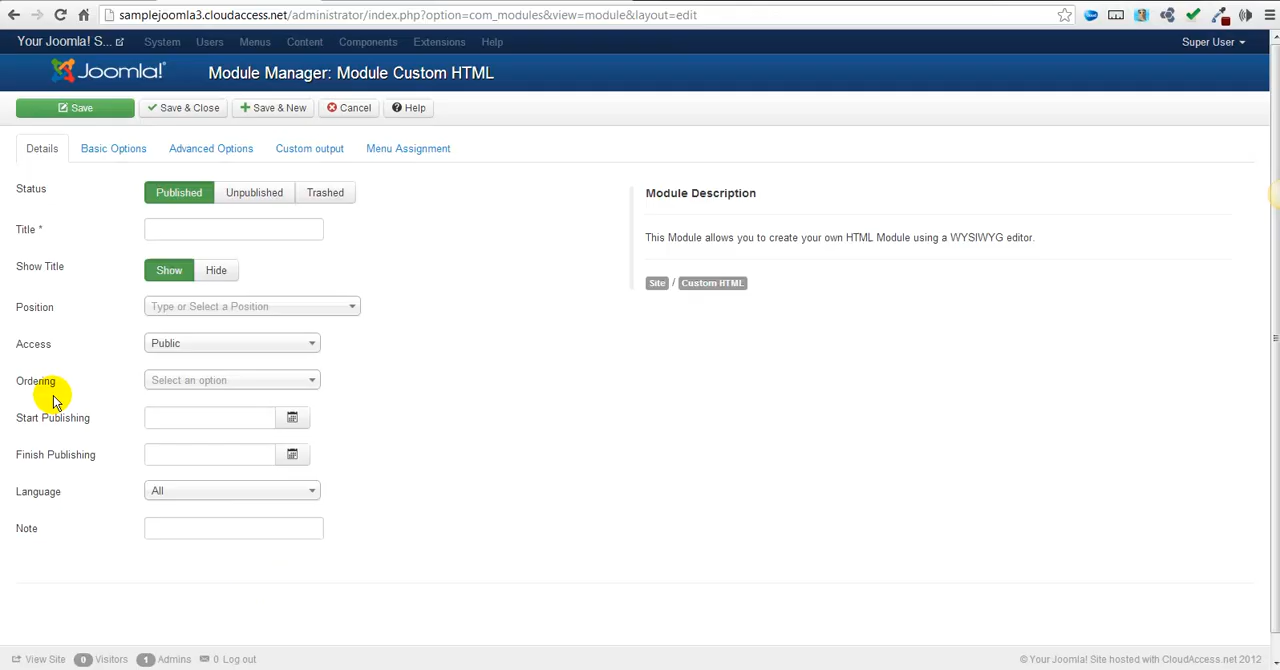 samplejoomla3.cloudaccess.net/administrator/index.php?option=com_modules&view=module&layout=edit
Your Joomla! S... System Users Menus Content Components Extensions Help Super User
Joomla! Module Manager: Module Custom HTML
Save Save & Close Save & New Cancel Help
Details Basic Options Advanced Options Custom output Menu Assignment
Status Published Unpublished Trashed Module Description
Title *
This Module allows you to create your own HTML Module using a WYSIWYG editor.
Show Title Show Hide
Site / Custom HTML
Position Type or Select a Position
Access Public
Ordering Select an option
Start Publishing
Finish Publishing
Language All
Note
View Site 0 Visitors 1 Admins 0 Log out © Your Joomla! Site hosted with CloudAccess.net 2012